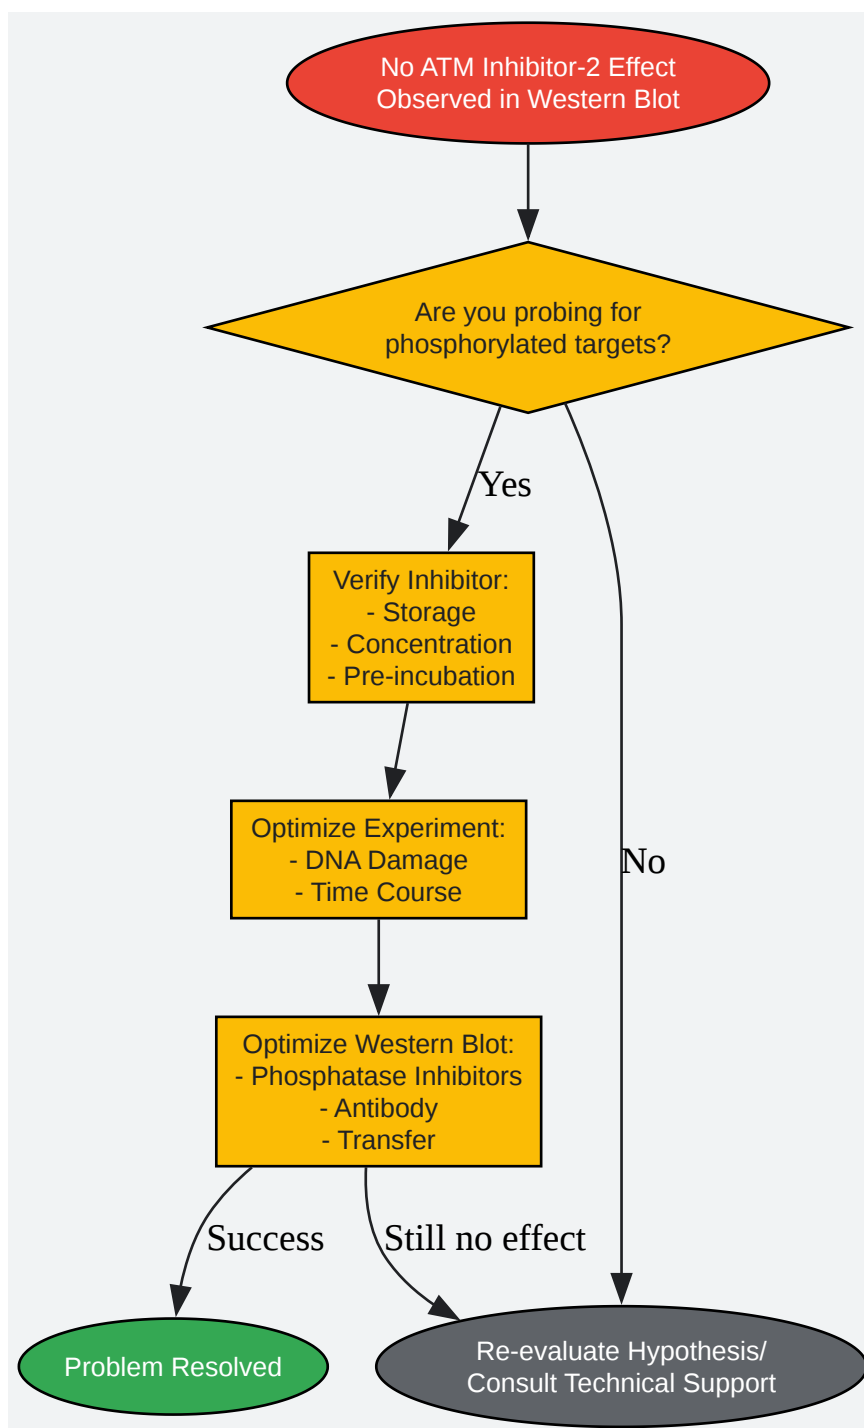 No ATM Inhibitor-2 Effect
Observed in Western Blot
Are you probing for
phosphorylated targets?
Yes
Verify Inhibitor:
- Storage
- Concentration
- Pre-incubation
Optimize Experiment:
- DNA Damage
- Time Course
No
Optimize Western Blot:
- Phosphatase Inhibitors
- Antibody
- Transfer
Success
Still no effect
Problem Resolved
Re-evaluate Hypothesis/
Consult Technical Support